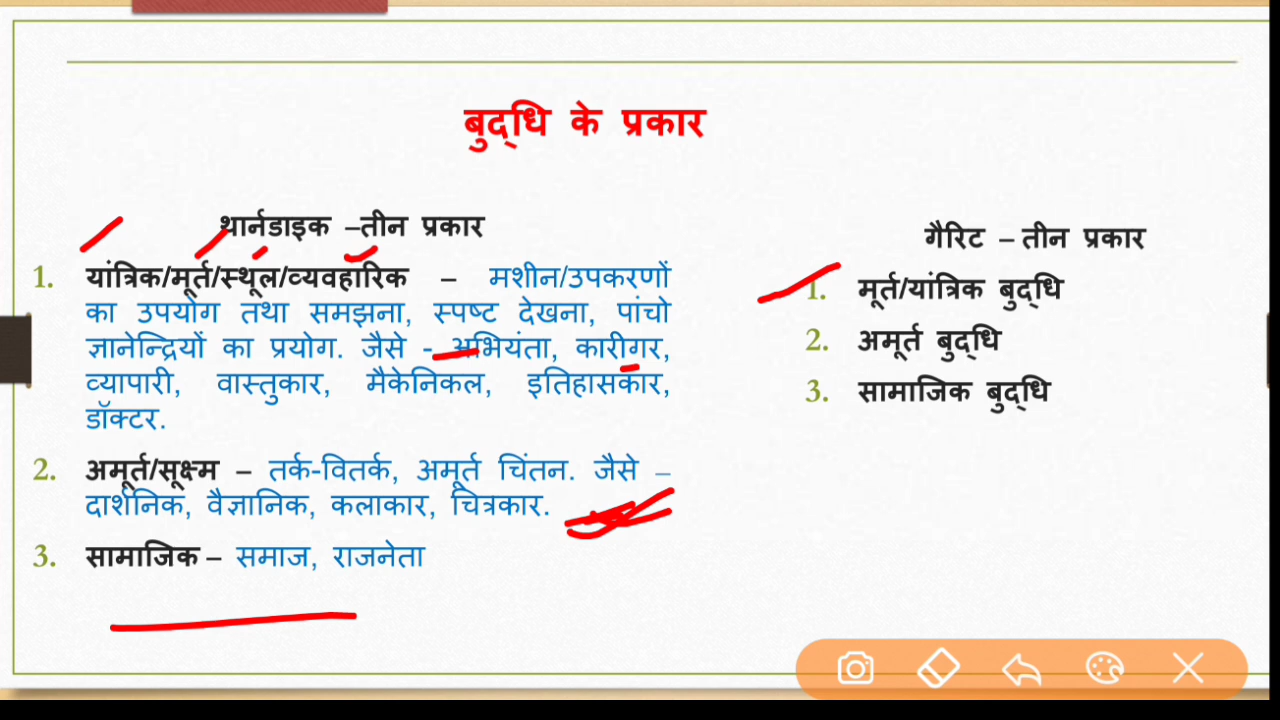 बुद्धि के प्रकार
थार्नडाइक –तीन प्रकार
1. यांत्रिक/मूर्त/स्थूल/व्यवहारिक – मशीन/उपकरणों
का उपयोग तथा समझना, स्पष्ट देखना, पांचो
ज्ञानेन्द्रियों का प्रयोग. जैसे - अभियंता, कारीगर,
व्यापारी, वास्तुकार, मैकेनिकल, इतिहासकार,
डॉक्टर.
2. अमूर्त/सूक्ष्म – तर्क-वितर्क, अमूर्त चिंतन. जैसे –
दार्शनिक, वैज्ञानिक, कलाकार, चित्रकार.
3. सामाजिक – समाज, राजनेता
गैरिट – तीन प्रकार
1. मूर्त/यांत्रिक बुद्धि
2. अमूर्त बुद्धि
3. सामाजिक बुद्धि